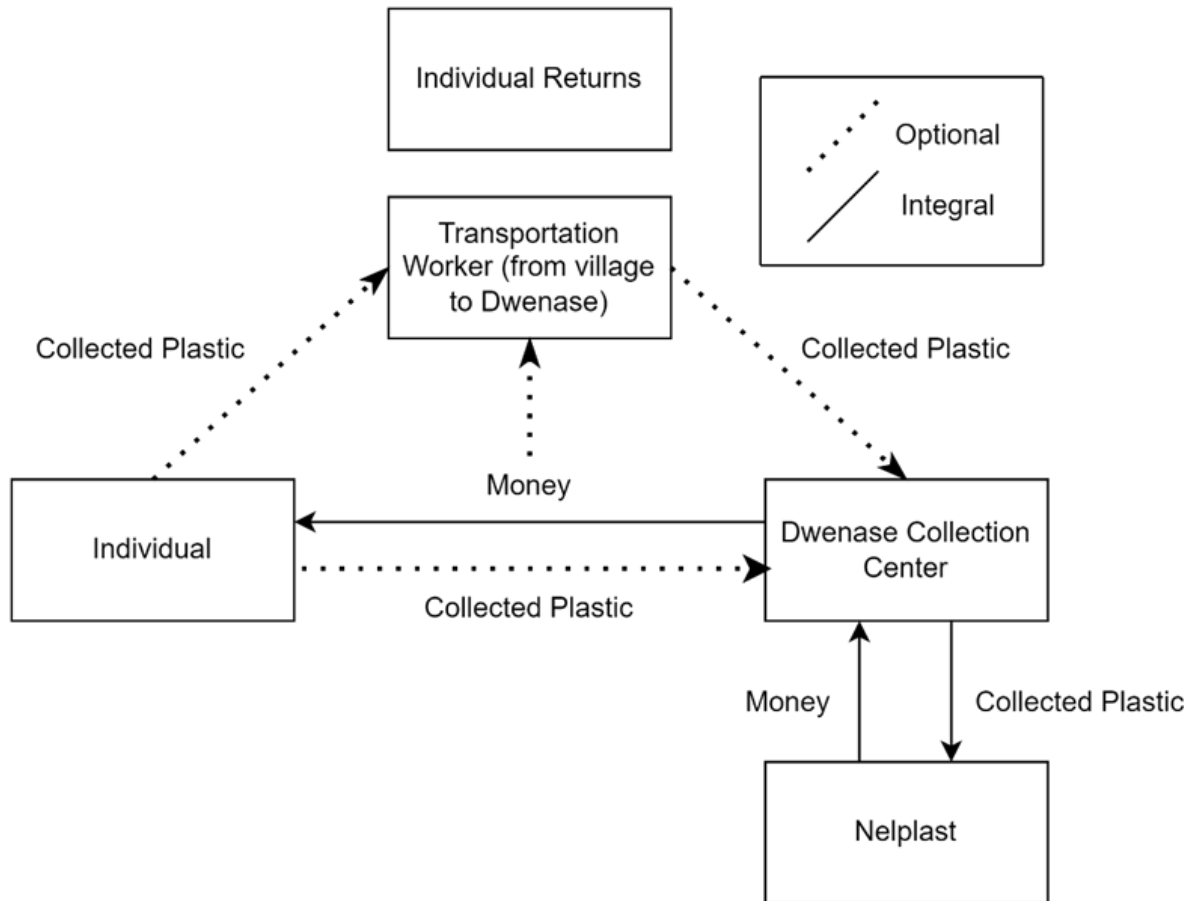 Individual Returns
Optional
Integral
Transportation
Worker (from village
to Dwenase)
Collected Plastic
Collected Plastic
Money
Individual
Dwenase Collection
Center
Collected Plastic
Money
Collected Plastic
Nelplast